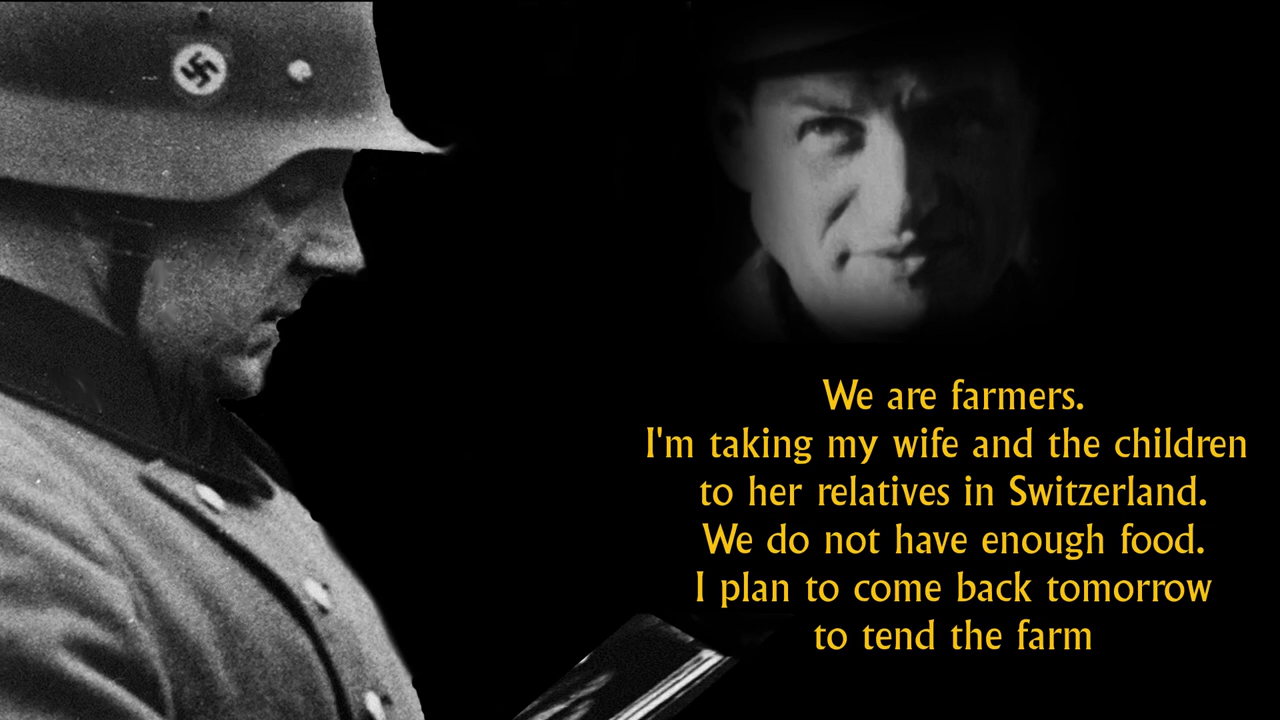 We are farmers.
I'm taking my wife and the children
to her relatives in Switzerland.
We do not have enough food.
I plan to come back tomorrow
to tend the farm